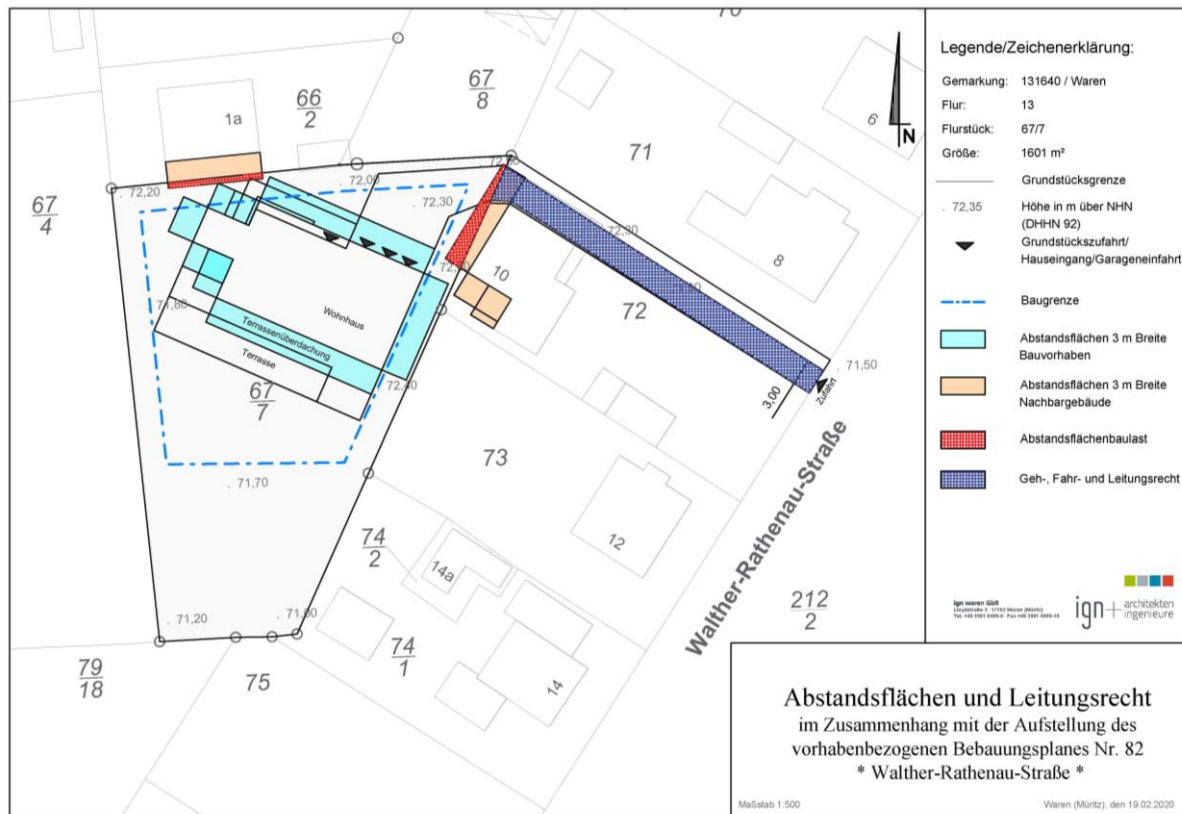 67
8
66
2
1a
67
4
71
6
8
10
72
73
12
74
2
14a
74
1
14
75
79
18
67
7
212
2
. 72,20
. 72,00
. 72,30
71,80
. 72,40
. 71,70
. 71,20
. 71,00
. 71,50
3,00
Zufahrt
Wohnhaus
Terrassenüberdachung
Terrasse
Walther-Rathenau-Straße
N
Legende/Zeichenerklärung:
Gemarkung: 131640 / Waren
Flur: 13
Flurstück: 67/7
Größe: 1601 m²
Grundstücksgrenze
. 72,35 Höhe in m über NHN
(DHHN 92)
Grundstückszufahrt/
Hauseingang/Garageneinfahrt
Baugrenze
Abstandsflächen 3 m Breite
Bauvorhaben
Abstandsflächen 3 m Breite
Nachbargebäude
Abstandsflächenbaulast
Geh-, Fahr- und Leitungsrecht
ign waren GbR
ign+ architekten
ingenieure
Abstandsflächen und Leitungsrecht
im Zusammenhang mit der Aufstellung des
vorhabenbezogenen Bebauungsplanes Nr. 82
* Walther-Rathenau-Straße *
Maßstab 1:500
Waren (Müritz), den 19.02.2020